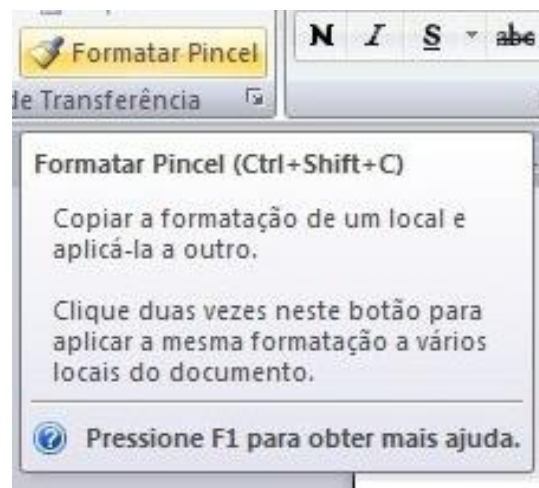 Formatar Pincel N I S abc
de Transferência
Formatar Pincel (Ctrl+Shift+C)
Copiar a formatação de um local e
aplicá-la a outro.
Clique duas vezes neste botão para
aplicar a mesma formatação a vários
locais do documento.
Pressione F1 para obter mais ajuda.